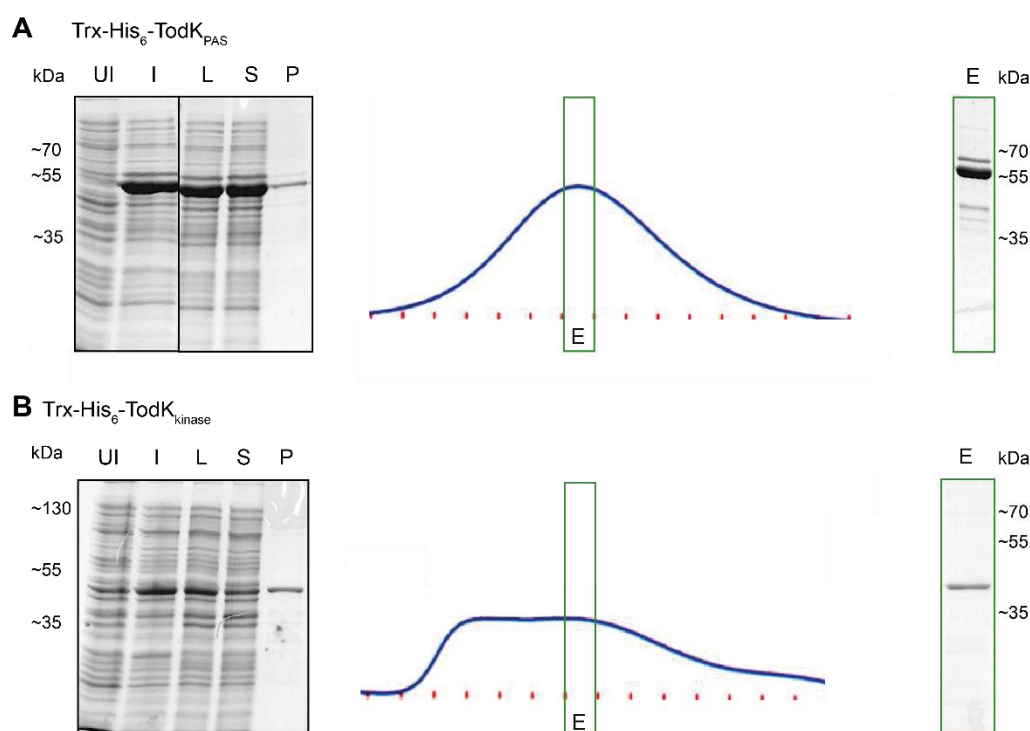 A Trx-His6-TodKPAS
kDa UI I L S P E kDa
~70 ~70
~55 ~55
~35 ~35
E
B Trx-His6-TodKkinase
kDa UI I L S P E kDa
~130 ~70
~55 ~55
~35 ~35
E